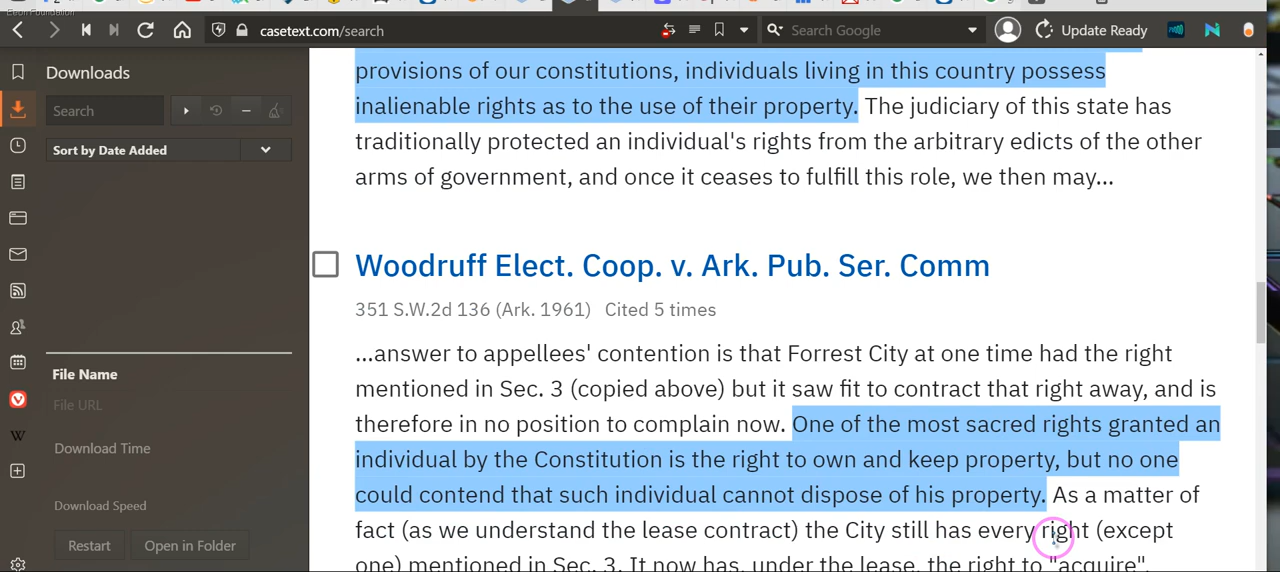 casetext.com/search
Search Google
Update Ready
Downloads
Search
Sort by Date Added
File Name
File URL
Download Time
Download Speed
Restart
Open in Folder
provisions of our constitutions, individuals living in this country possess
inalienable rights as to the use of their property. The judiciary of this state has
traditionally protected an individual's rights from the arbitrary edicts of the other
arms of government, and once it ceases to fulfill this role, we then may...
Woodruff Elect. Coop. v. Ark. Pub. Ser. Comm
351 S.W.2d 136 (Ark. 1961) Cited 5 times
...answer to appellees' contention is that Forrest City at one time had the right
mentioned in Sec. 3 (copied above) but it saw fit to contract that right away, and is
therefore in no position to complain now. One of the most sacred rights granted an
individual by the Constitution is the right to own and keep property, but no one
could contend that such individual cannot dispose of his property. As a matter of
fact (as we understand the lease contract) the City still has every right (except
one) mentioned in Sec. 3. It now has, under the lease, the right to "acquire",